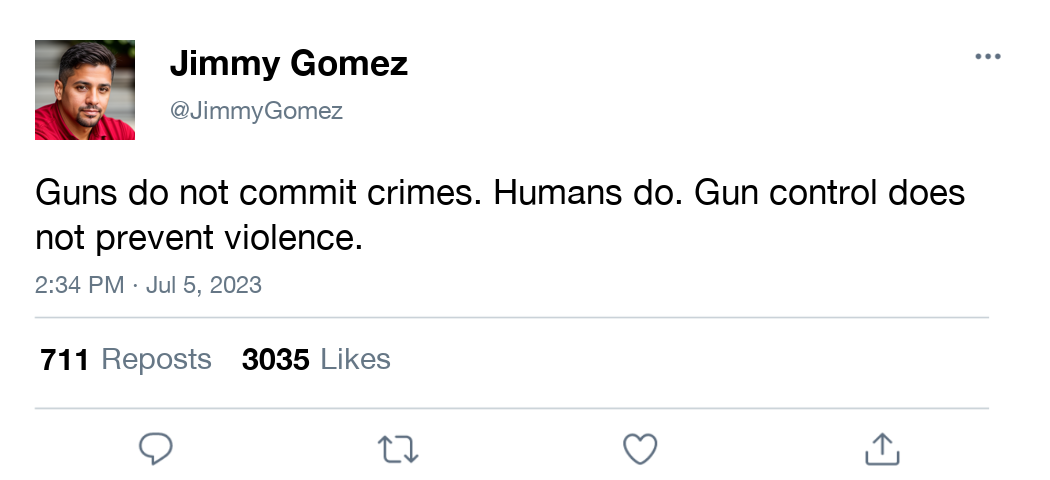 Jimmy Gomez
@JimmyGomez
Guns do not commit crimes. Humans do. Gun control does
not prevent violence.
2:34 PM · Jul 5, 2023
711 Reposts 3035 Likes